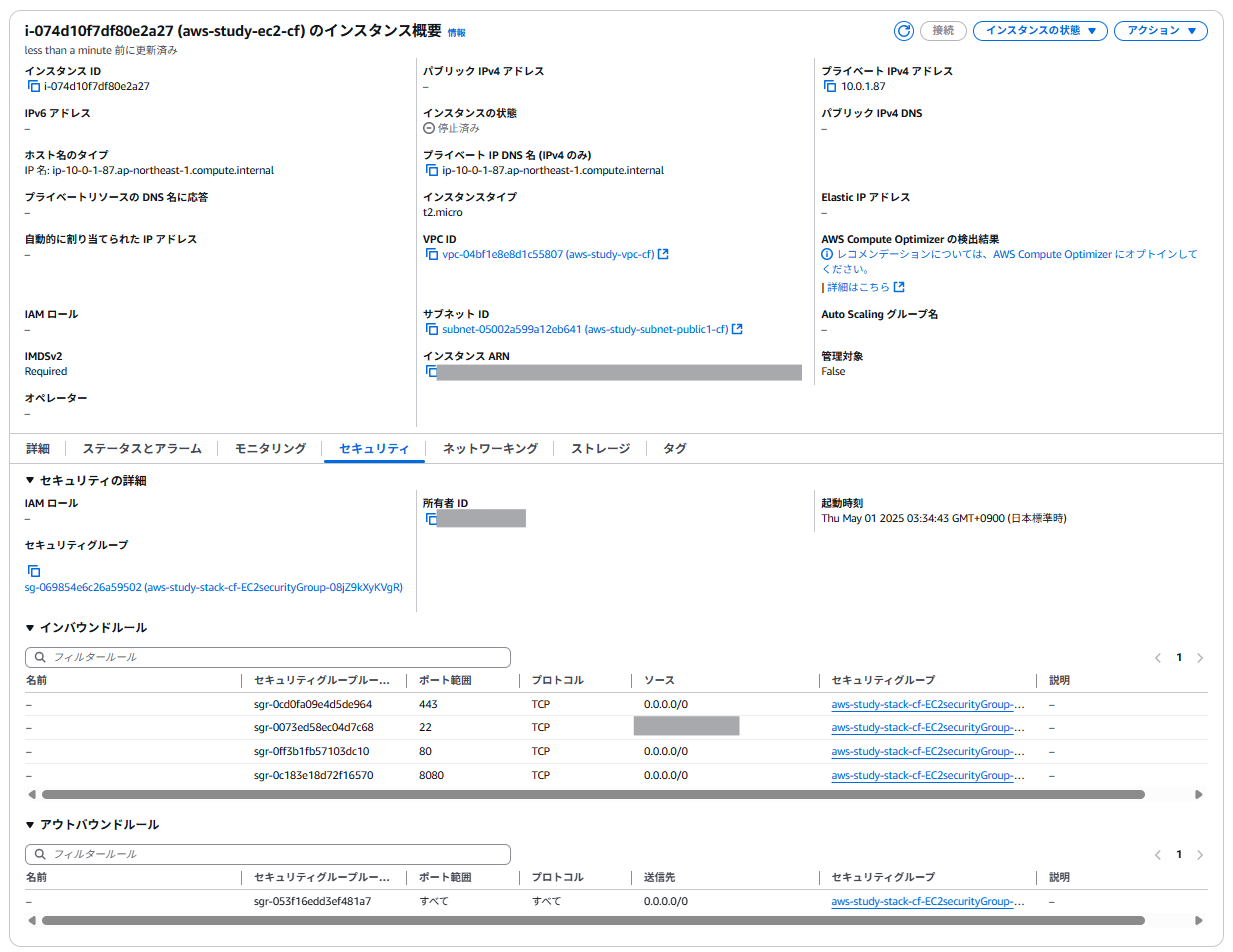 i-074d10f7df80e2a27 (aws-study-ec2-cf) のインスタンス概要 情報
接続 インスタンスの状態 アクション
less than a minute 前に更新済み
インスタンス ID
i-074d10f7df80e2a27
パブリック IPv4 アドレス
–
プライベート IPv4 アドレス
10.0.1.87
IPv6 アドレス
–
インスタンスの状態
停止済み
パブリック IPv4 DNS
–
ホスト名のタイプ
IP 名: ip-10-0-1-87.ap-northeast-1.compute.internal
プライベート IP DNS 名 (IPv4 のみ)
ip-10-0-1-87.ap-northeast-1.compute.internal
プライベートリソースの DNS 名に応答
–
インスタンスタイプ
t2.micro
Elastic IP アドレス
–
自動的に割り当てられた IP アドレス
–
VPC ID
vpc-04bf1e8e8d1c55807 (aws-study-vpc-cf)
AWS Compute Optimizer の検出結果
レコメンデーションについては、AWS Compute Optimizer にオプトインして
ください。
| 詳細はこちら
IAM ロール
–
サブネット ID
subnet-05002a599a12eb641 (aws-study-subnet-public1-cf)
Auto Scaling グループ名
–
IMDSv2
Required
インスタンス ARN
管理対象
False
オペレーター
–
詳細 ステータスとアラーム モニタリング セキュリティ ネットワーキング ストレージ タグ
セキュリティの詳細
IAM ロール
–
所有者 ID
起動時刻
Thu May 01 2025 03:34:43 GMT+0900 (日本標準時)
セキュリティグループ
sg-069854e6c26a59502 (aws-study-stack-cf-EC2securityGroup-08jZ9kXyKVgR)
インバウンドルール
フィルタールール
1
名前 セキュリティグループルー... ポート範囲 プロトコル ソース セキュリティグループ 説明
– sgr-0cd0fa09e4d5de964 443 TCP 0.0.0.0/0 aws-study-stack-cf-EC2securityGroup-... –
– sgr-0073ed58ec04d7c68 22 TCP aws-study-stack-cf-EC2securityGroup-... –
– sgr-0ff3b1fb57103dc10 80 TCP 0.0.0.0/0 aws-study-stack-cf-EC2securityGroup-... –
– sgr-0c183e18d72f16570 8080 TCP 0.0.0.0/0 aws-study-stack-cf-EC2securityGroup-... –
アウトバウンドルール
フィルタールール
1
名前 セキュリティグループルー... ポート範囲 プロトコル 送信先 セキュリティグループ 説明
– sgr-053f16edd3ef481a7 すべて すべて 0.0.0.0/0 aws-study-stack-cf-EC2securityGroup-... –